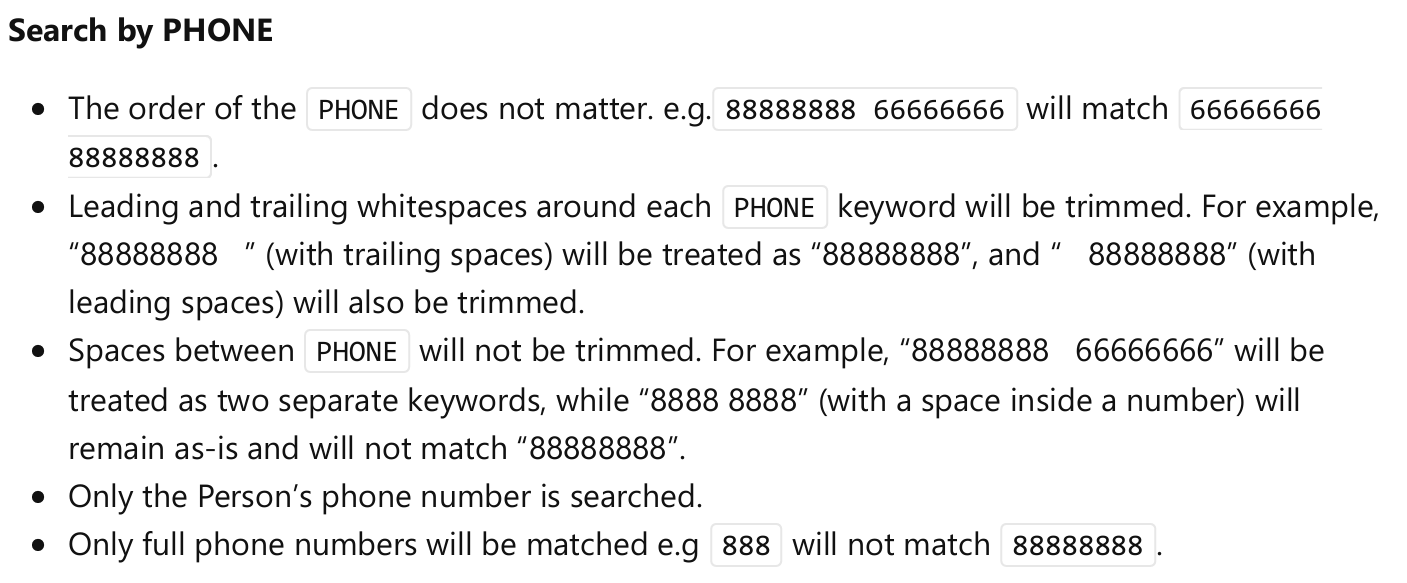 Search by PHONE
• The order of the PHONE does not matter. e.g. 88888888 66666666 will match 66666666
88888888.
• Leading and trailing whitespaces around each PHONE keyword will be trimmed. For example,
“88888888   ” (with trailing spaces) will be treated as “88888888”, and “   88888888” (with
leading spaces) will also be trimmed.
• Spaces between PHONE will not be trimmed. For example, “88888888   66666666” will be
treated as two separate keywords, while “8888 8888” (with a space inside a number) will
remain as-is and will not match “88888888”.
• Only the Person’s phone number is searched.
• Only full phone numbers will be matched e.g 888 will not match 88888888.